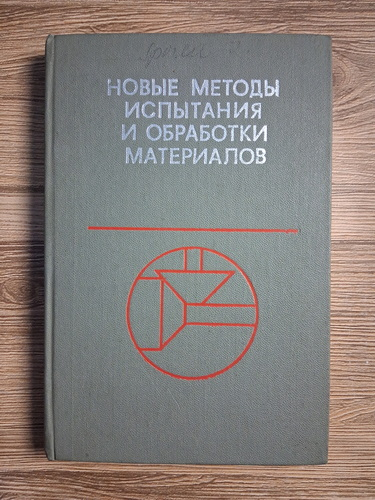 НОВЫЕ МЕТОДЫ
ИСПЫТАНИЯ
И ОБРАБОТКИ
МАТЕРИАЛОВ